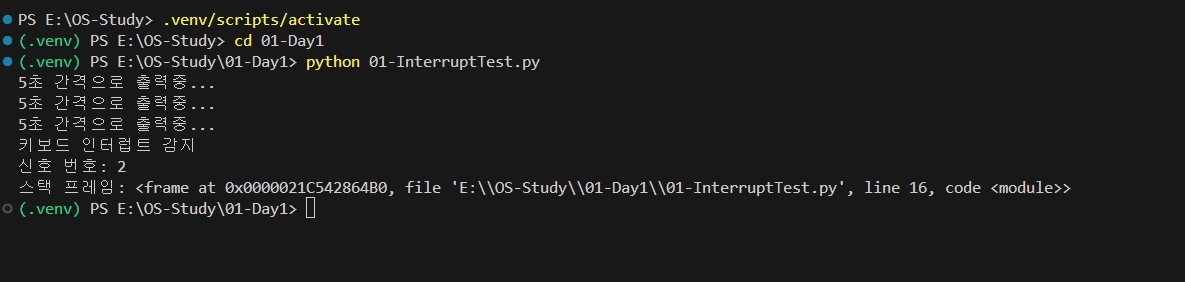 PS E:\OS-Study> .venv/scripts/activate
(.venv) PS E:\OS-Study> cd 01-Day1
(.venv) PS E:\OS-Study\01-Day1> python 01-InterruptTest.py
5초 간격으로 출력중...
5초 간격으로 출력중...
5초 간격으로 출력중...
키보드 인터럽트 감지
신호 번호: 2
스택 프레임: <frame at 0x0000021C542864B0, file 'E:\\OS-Study\\01-Day1\\01-InterruptTest.py', line 16, code <module>>
(.venv) PS E:\OS-Study\01-Day1>